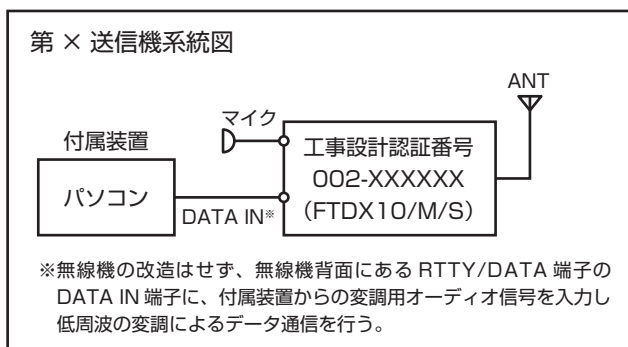 第 × 送信機系統図
ANT
マイク
付属装置
パソコン
DATA IN※
工事設計認証番号
002-XXXXXX
(FTDX10/M/S)
※無線機の改造はせず、無線機背面にある RTTY/DATA 端子の
DATA IN 端子に、付属装置からの変調用オーディオ信号を入力し
低周波の変調によるデータ通信を行う。